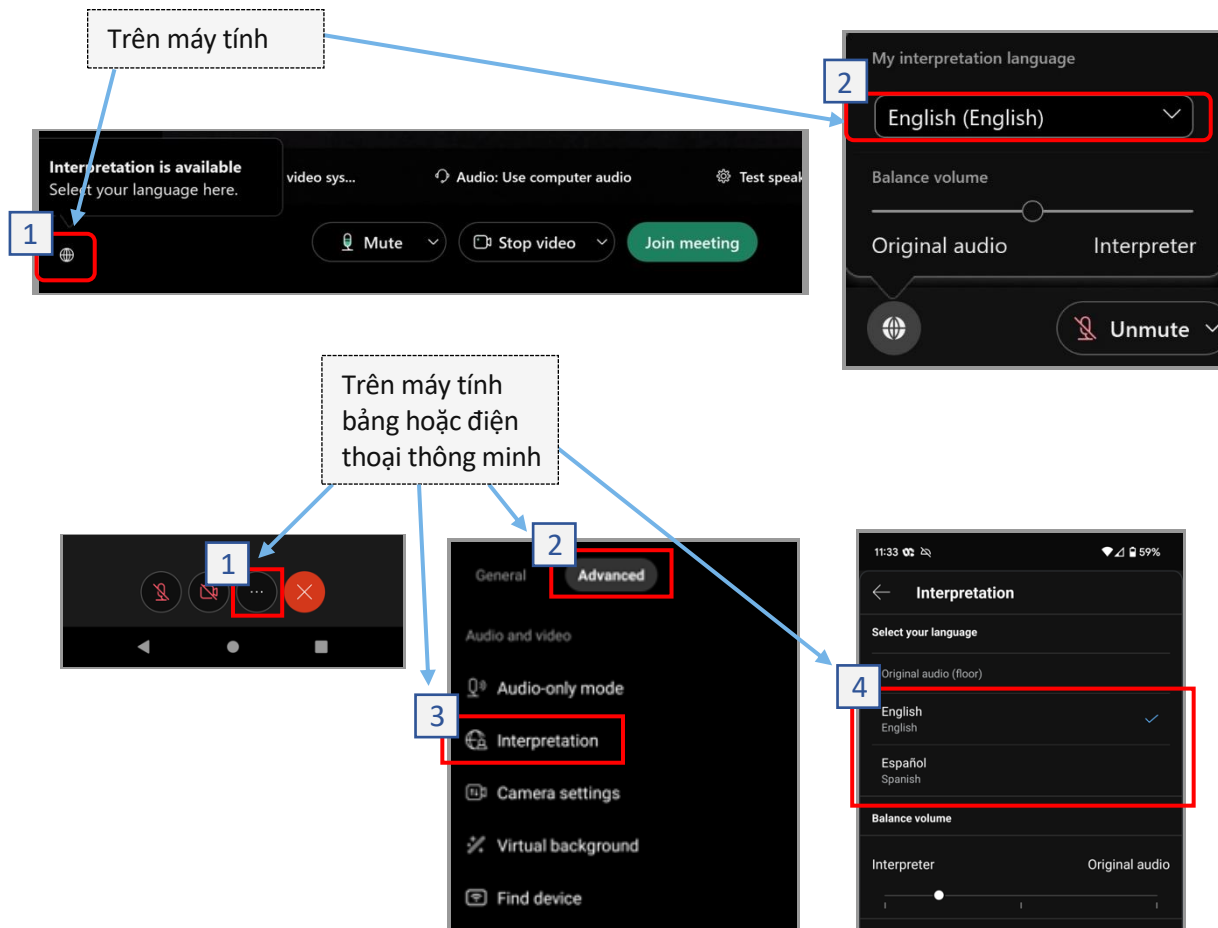 Trên máy tính
Interpretation is available
Select your language here.
video sys...
Audio: Use computer audio
Test speak
1
Mute
Stop video
Join meeting
My interpretation language
2
English (English)
Balance volume
Original audio
Interpreter
Unmute
Trên máy tính
bảng hoặc điện
thoại thông minh
1
2
General
Advanced
Audio and video
Audio-only mode
3
Interpretation
Camera settings
Virtual background
Find device
11:33
59%
Interpretation
Select your language
Original audio (floor)
4
English
English
Español
Spanish
Balance volume
Interpreter
Original audio